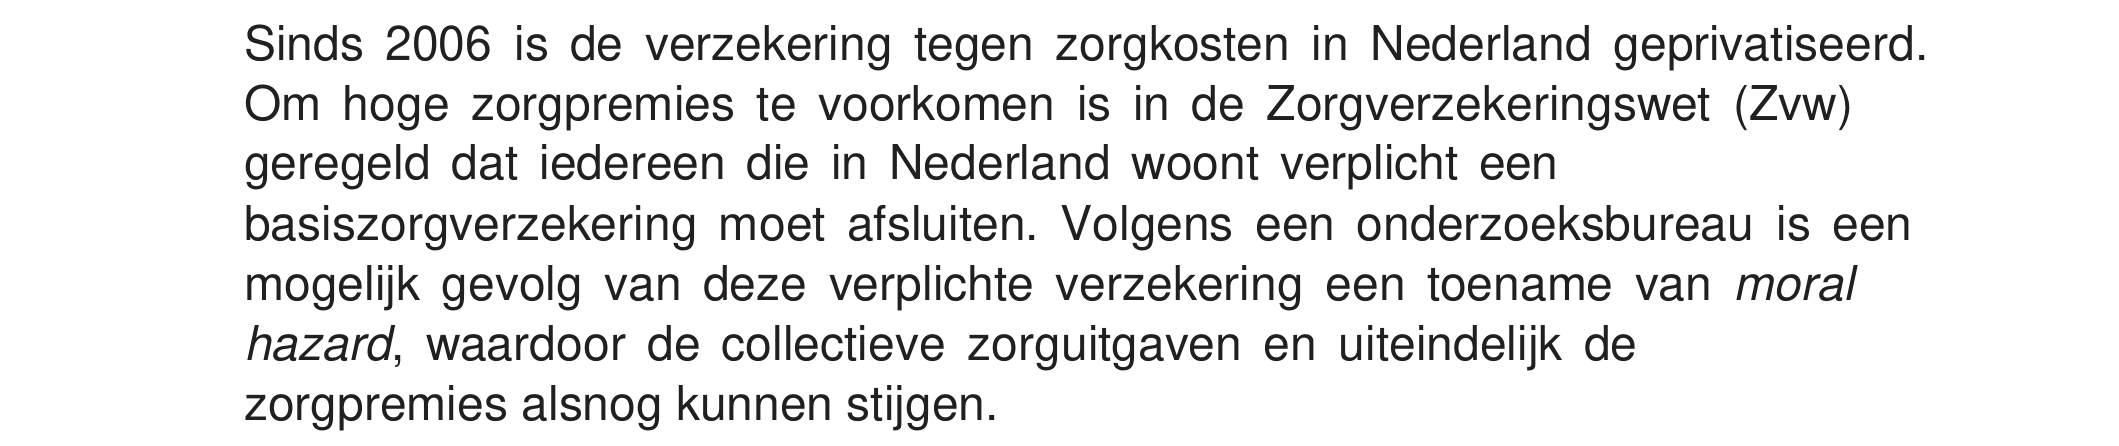 Sinds 2006 is de verzekering tegen zorgkosten in Nederland geprivatiseerd.
Om hoge zorgpremies te voorkomen is in de Zorgverzekeringswet (Zvw)
geregeld dat iedereen die in Nederland woont verplicht een
basiszorgverzekering moet afsluiten. Volgens een onderzoeksbureau is een
mogelijk gevolg van deze verplichte verzekering een toename van moral
hazard, waardoor de collectieve zorguitgaven en uiteindelijk de
zorgpremies alsnog kunnen stijgen.